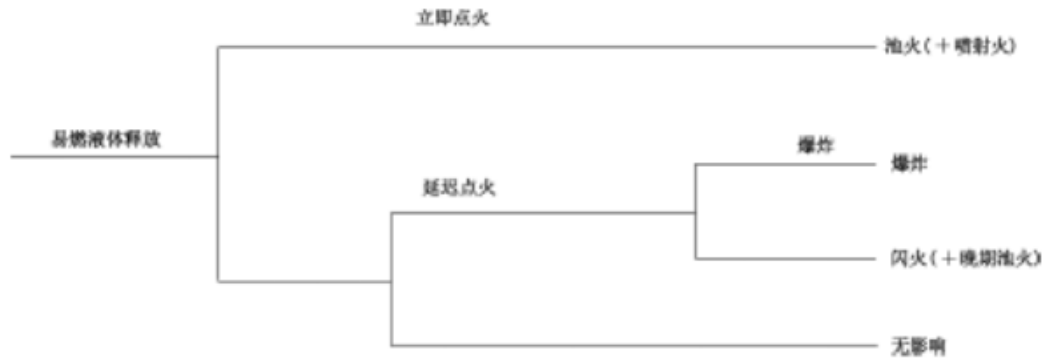 立即点火
池火(+喷射火)
易燃液体释放
爆炸
爆炸
延迟点火
闪火(+晚期池火)
无影响